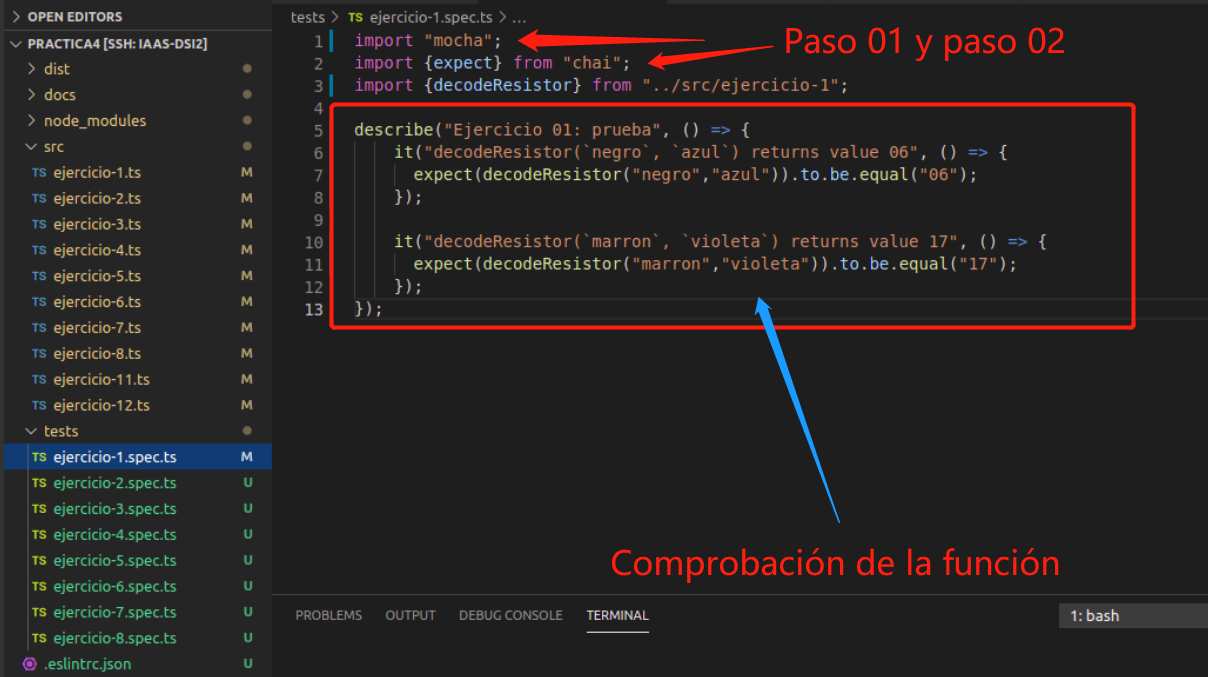 OPEN EDITORS
PRACTICA4 [SSH: IAAS-DSI2]
dist
docs
node_modules
src
TS ejercicio-1.ts M
TS ejercicio-2.ts M
TS ejercicio-3.ts M
TS ejercicio-4.ts M
TS ejercicio-5.ts M
TS ejercicio-6.ts M
TS ejercicio-7.ts M
TS ejercicio-8.ts M
TS ejercicio-11.ts M
TS ejercicio-12.ts M
tests
TS ejercicio-1.spec.ts M
TS ejercicio-2.spec.ts U
TS ejercicio-3.spec.ts U
TS ejercicio-4.spec.ts U
TS ejercicio-5.spec.ts U
TS ejercicio-6.spec.ts U
TS ejercicio-7.spec.ts U
TS ejercicio-8.spec.ts U
.eslintrc.json U
tests > TS ejercicio-1.spec.ts > ...
1 import "mocha";
2 import {expect} from "chai";
3 import {decodeResistor} from "../src/ejercicio-1";
4
5 describe("Ejercicio 01: prueba", () => {
6 it("decodeResistor(`negro`, `azul`) returns value 06", () => {
7 expect(decodeResistor("negro","azul")).to.be.equal("06");
8 });
9
10 it("decodeResistor(`marron`, `violeta`) returns value 17", () => {
11 expect(decodeResistor("marron","violeta")).to.be.equal("17");
12 });
13 });
Paso 01 y paso 02
Comprobación de la función
PROBLEMS OUTPUT DEBUG CONSOLE TERMINAL 1: bash